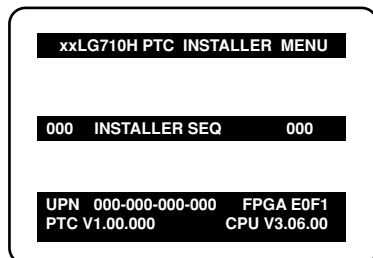 xxLG710H PTC INSTALLER MENU
000 INSTALLER SEQ 000
UPN 000-000-000-000 FPGA E0F1
PTC V1.00.000 CPU V3.06.00